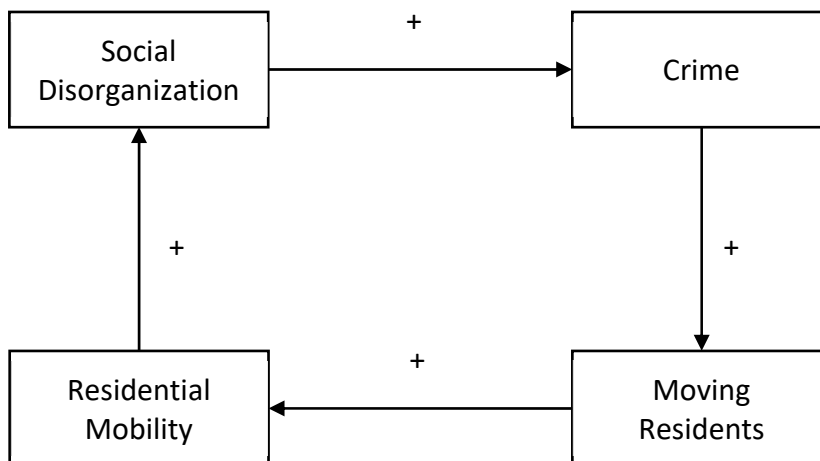 +
Social
Disorganization
Crime
+
+
+
Residential
Mobility
Moving
Residents